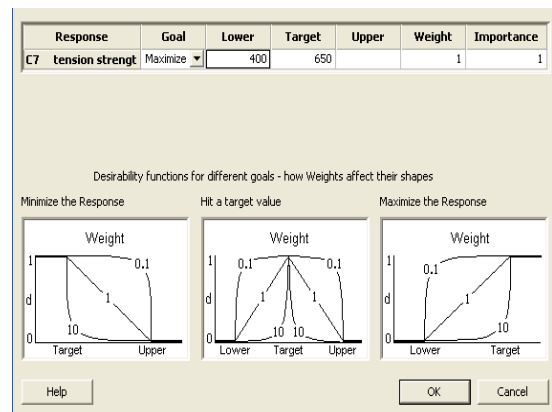 Response Goal Lower Target Upper Weight Importance
C7 tension strengt Maximize 400 650 1 1
Desirability functions for different goals - how Weights affect their shapes
Minimize the Response Hit a target value Maximize the Response
Weight Weight Weight
1 0.1 1 0.1 0.1 1 0.1
d 1 d 1 1 d 1
0 10 0 10 10 0 10
Target Upper Lower Target Upper Lower Target
Help OK Cancel